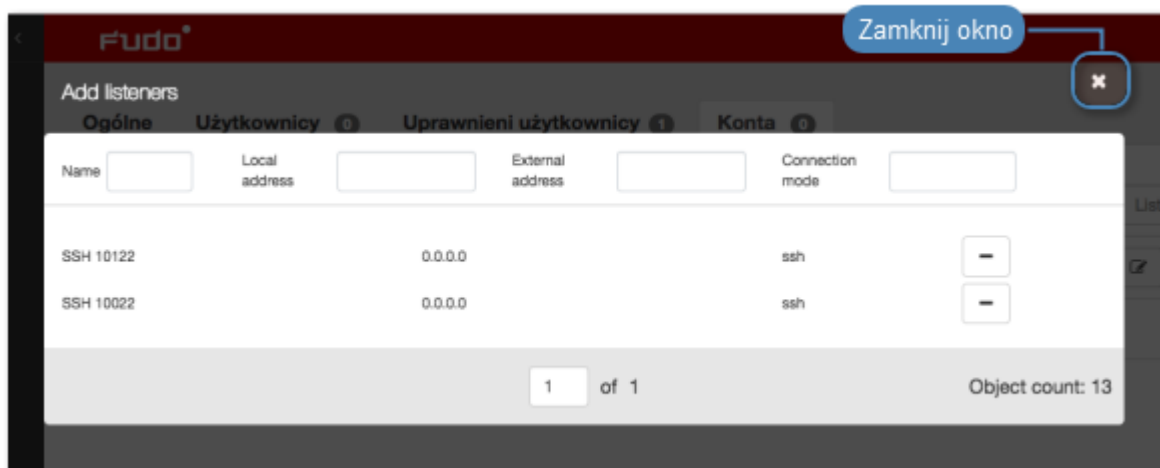 Fudo
Zamknij okno
Add listeners
Ogólne Użytkownicy 0 Uprawnieni użytkownicy 1 Konta 0
Name Local address External address Connection mode
List
SSH 10122 0.0.0.0 ssh
SSH 10022 0.0.0.0 ssh
1 of 1 Object count: 13